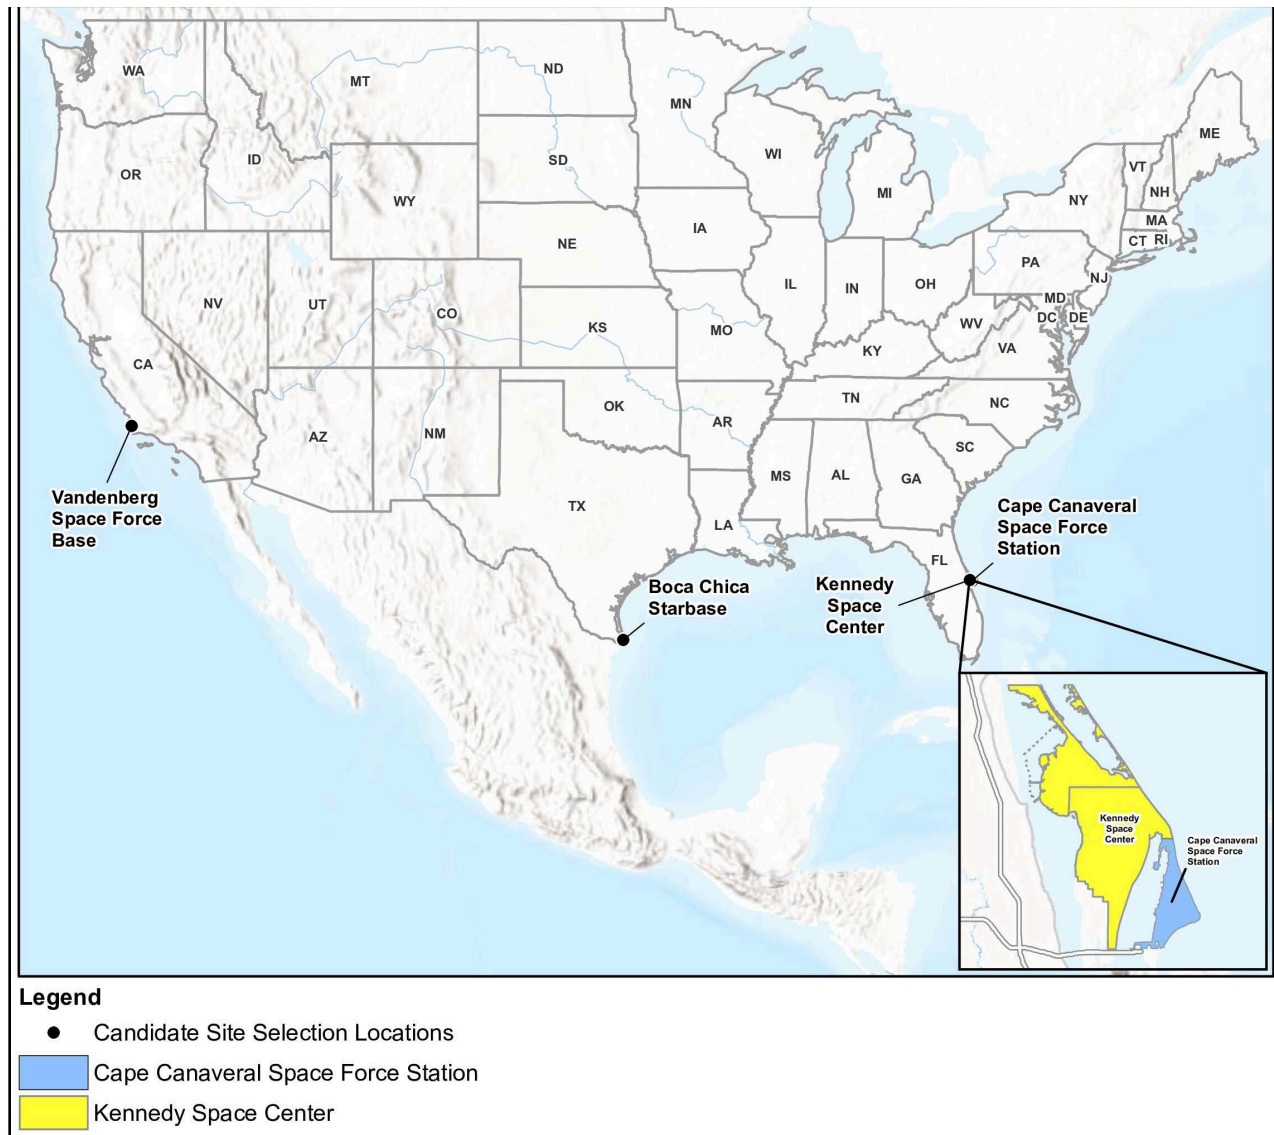 WA
MT
ND
MN
ME
OR
ID
SD
WI
MI
VT
NH
NY
WY
MA
IA
NE
CT
RI
PA
NV
UT
CO
IL
IN
OH
NJ
MD
DC
DE
KS
MO
WV
VA
CA
KY
TN
NC
OK
AR
AZ
NM
SC
MS
AL
GA
TX
LA
FL
Vandenberg
Space Force
Base
Boca Chica
Starbase
Kennedy
Space
Center
Cape Canaveral
Space Force
Station
Kennedy
Space
Center
Cape Canaveral
Space Force
Station
Legend
Candidate Site Selection Locations
Cape Canaveral Space Force Station
Kennedy Space Center